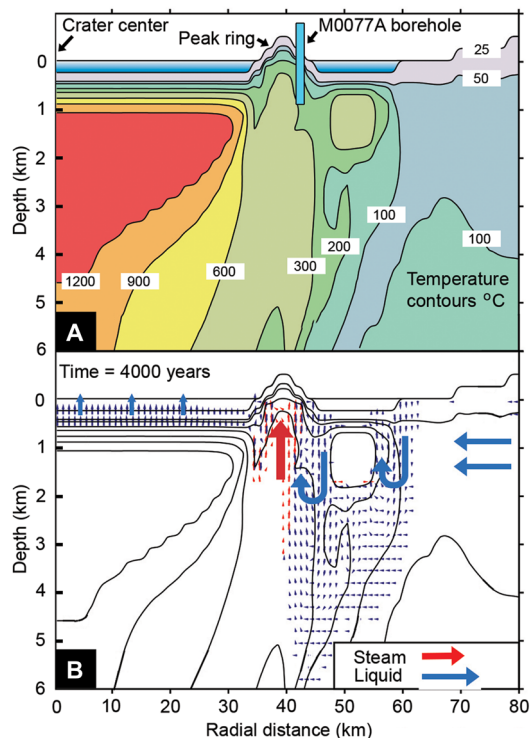 Crater center
Peak ring
M0077A borehole
0
1
2
3
4
5
6
Depth (km)
25
50
1200
900
600
300
200
100
100
Temperature
contours °C
A
Time = 4000 years
0
1
2
3
4
5
6
Depth (km)
B
Steam
Liquid
0
10
20
30
40
50
60
70
80
Radial distance (km)